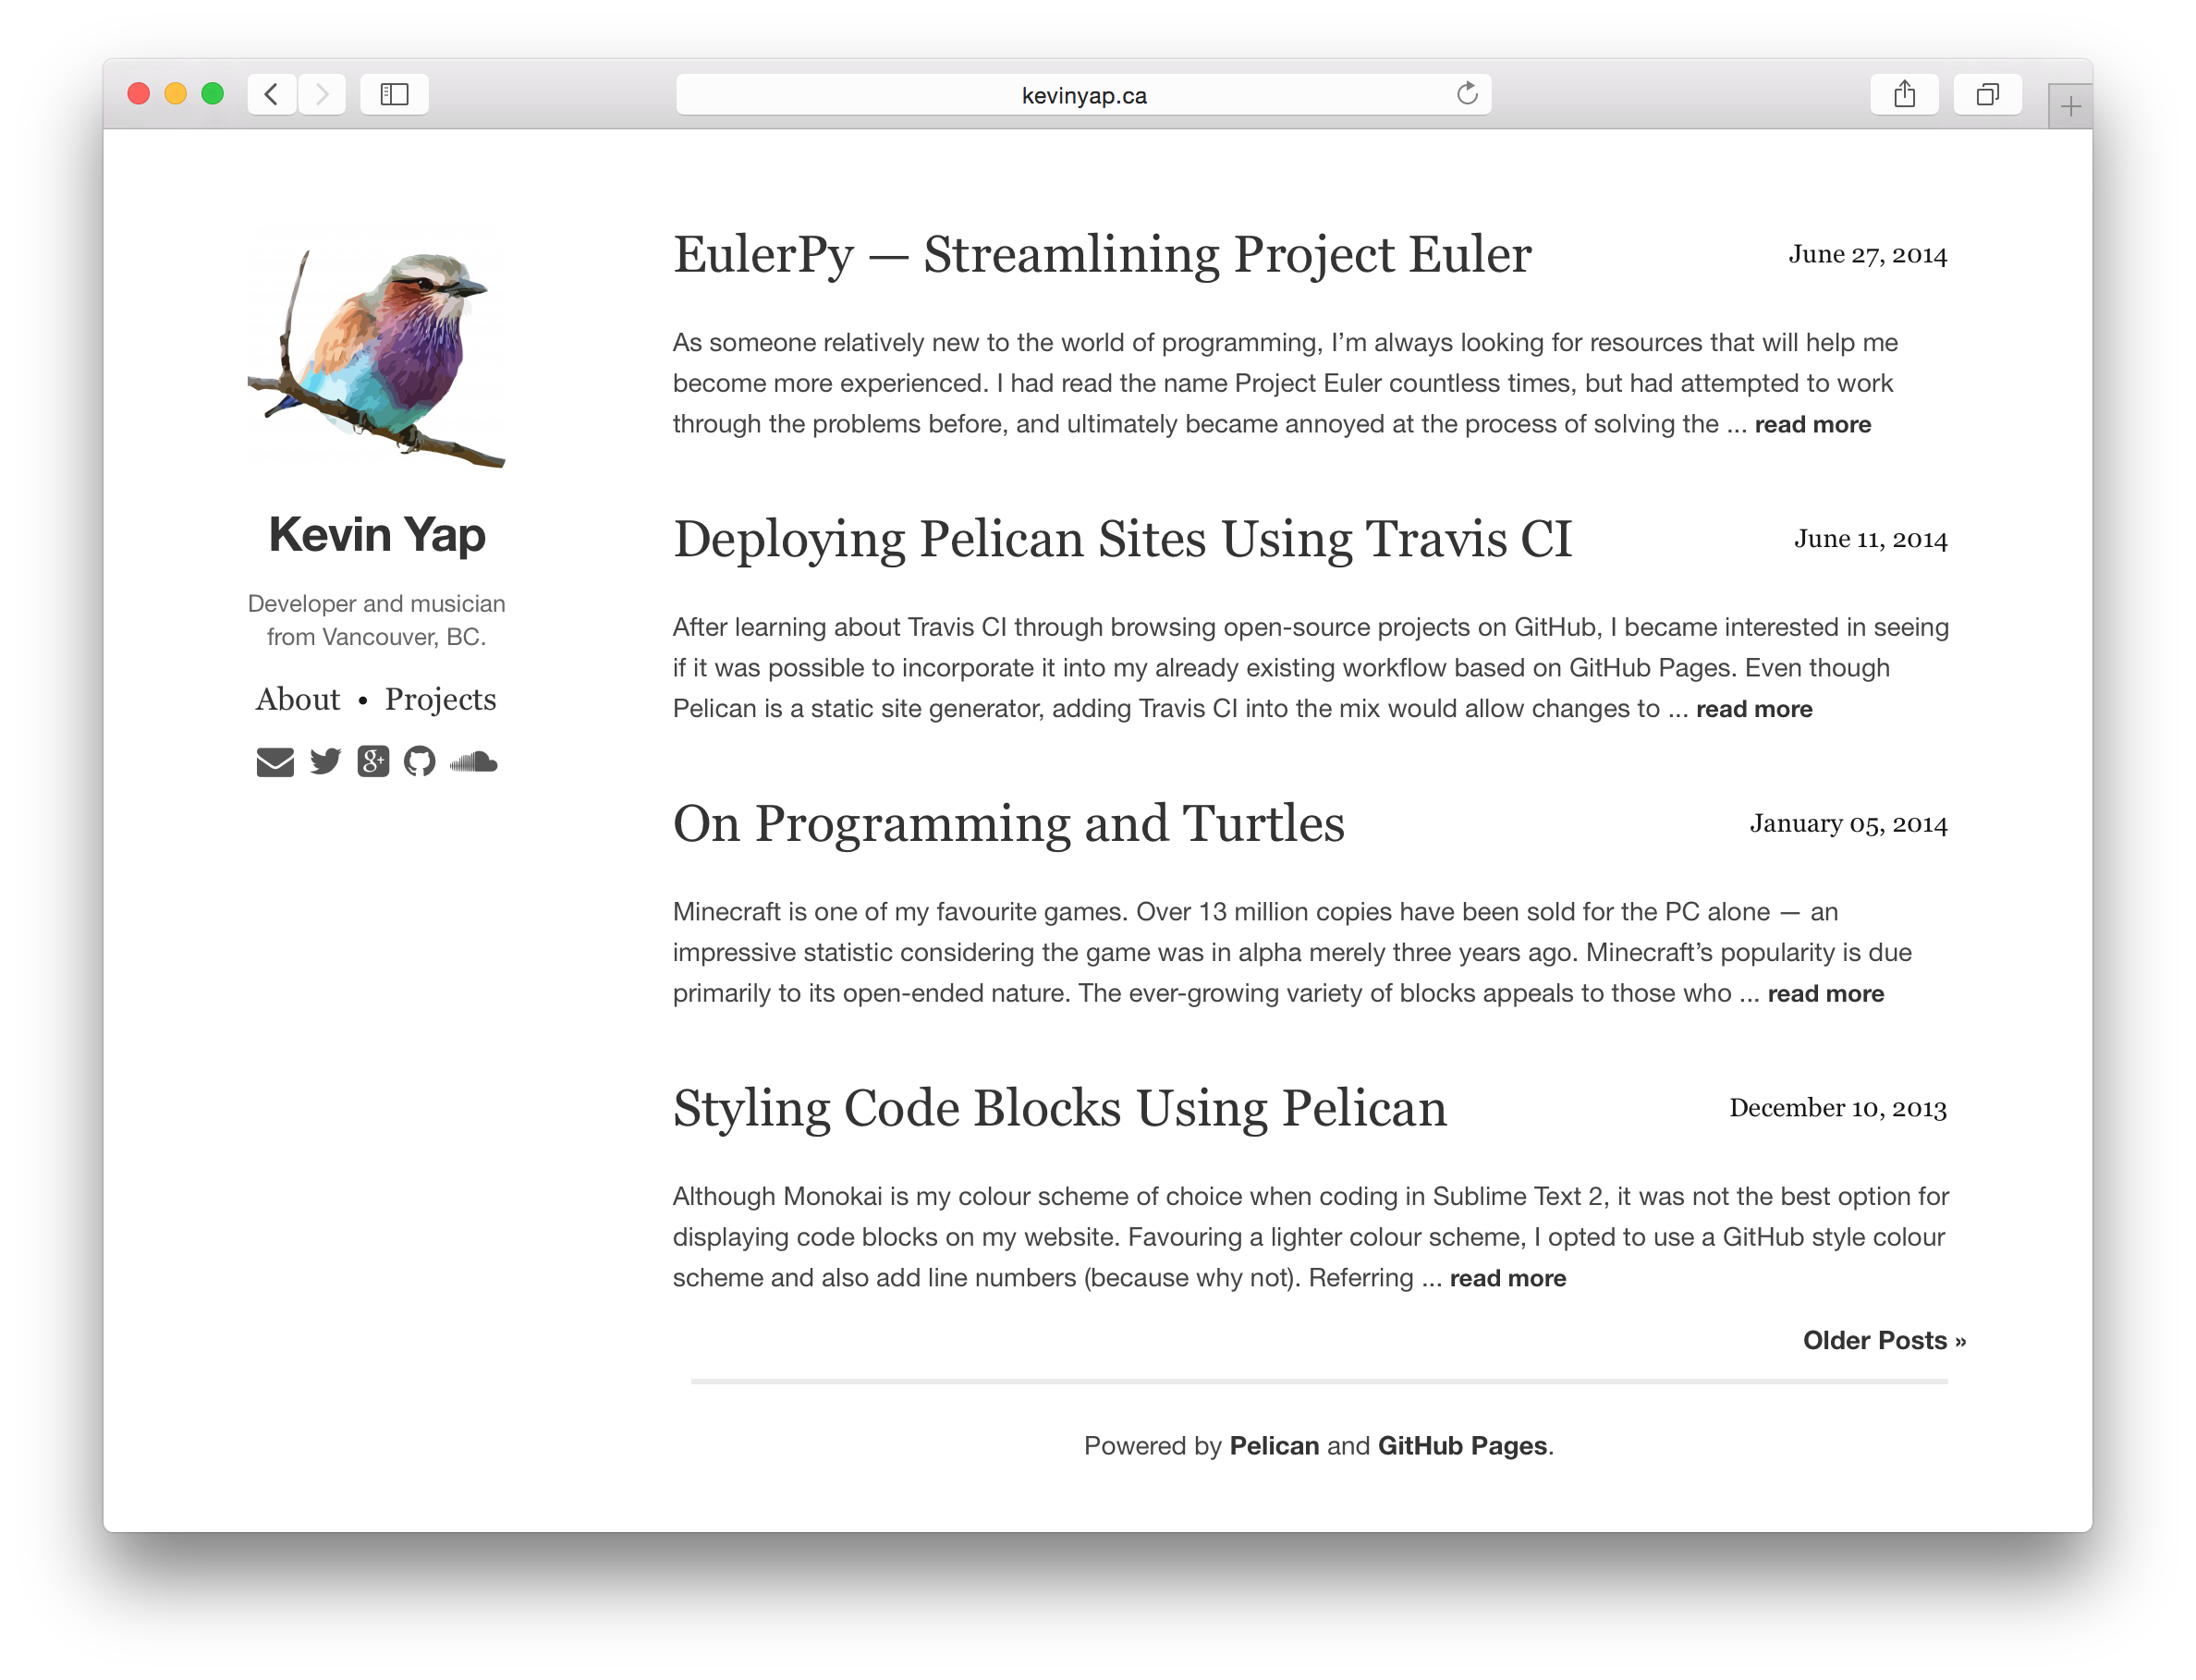 kevinyap.ca
Kevin Yap
Developer and musician
from Vancouver, BC.
About • Projects
EulerPy — Streamlining Project Euler
June 27, 2014
As someone relatively new to the world of programming, I’m always looking for resources that will help me
become more experienced. I had read the name Project Euler countless times, but had attempted to work
through the problems before, and ultimately became annoyed at the process of solving the ... read more
Deploying Pelican Sites Using Travis CI
June 11, 2014
After learning about Travis CI through browsing open-source projects on GitHub, I became interested in seeing
if it was possible to incorporate it into my already existing workflow based on GitHub Pages. Even though
Pelican is a static site generator, adding Travis CI into the mix would allow changes to ... read more
On Programming and Turtles
January 05, 2014
Minecraft is one of my favourite games. Over 13 million copies have been sold for the PC alone — an
impressive statistic considering the game was in alpha merely three years ago. Minecraft’s popularity is due
primarily to its open-ended nature. The ever-growing variety of blocks appeals to those who ... read more
Styling Code Blocks Using Pelican
December 10, 2013
Although Monokai is my colour scheme of choice when coding in Sublime Text 2, it was not the best option for
displaying code blocks on my website. Favouring a lighter colour scheme, I opted to use a GitHub style colour
scheme and also add line numbers (because why not). Referring ... read more
Older Posts »
Powered by Pelican and GitHub Pages.